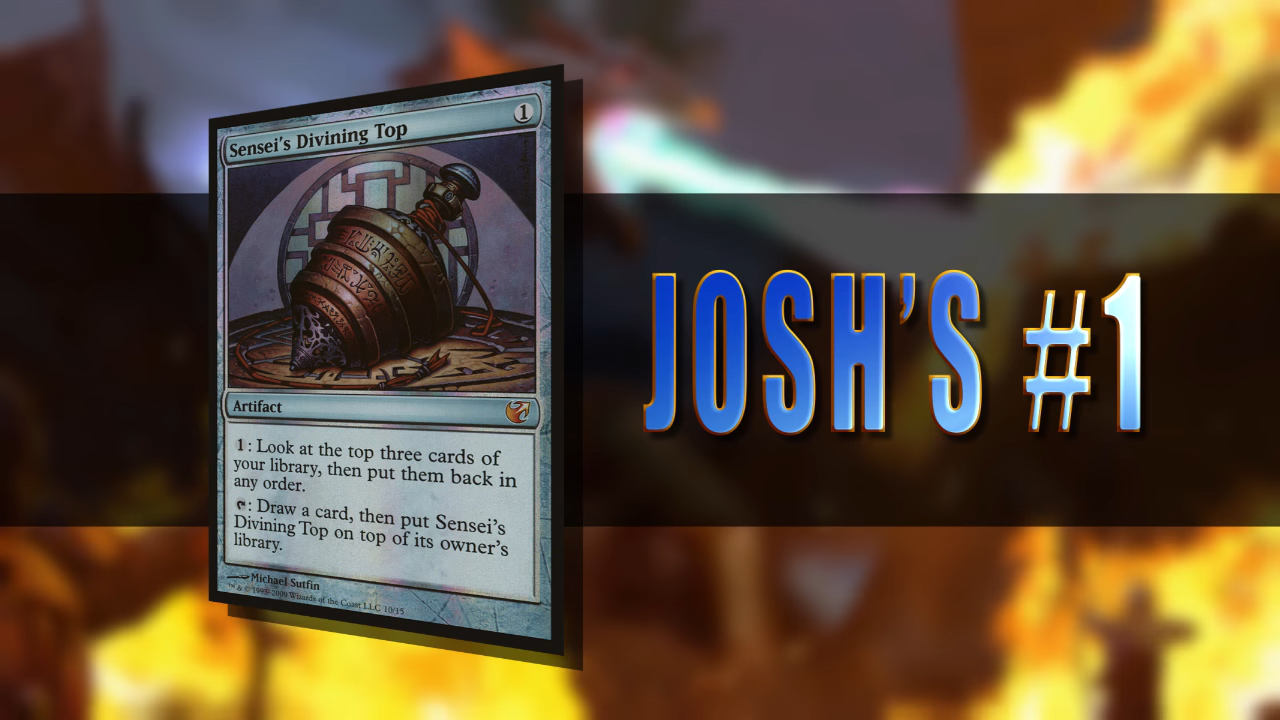 Sensei's Divining Top 1
JOSH'S #1
Artifact
1: Look at the top three cards of
your library, then put them back in
any order.
: Draw a card, then put Sensei's
Divining Top on top of its owner's
library.
Michael Sutfin
™ & © 1993-2009 Wizards of the Coast LLC 10/15